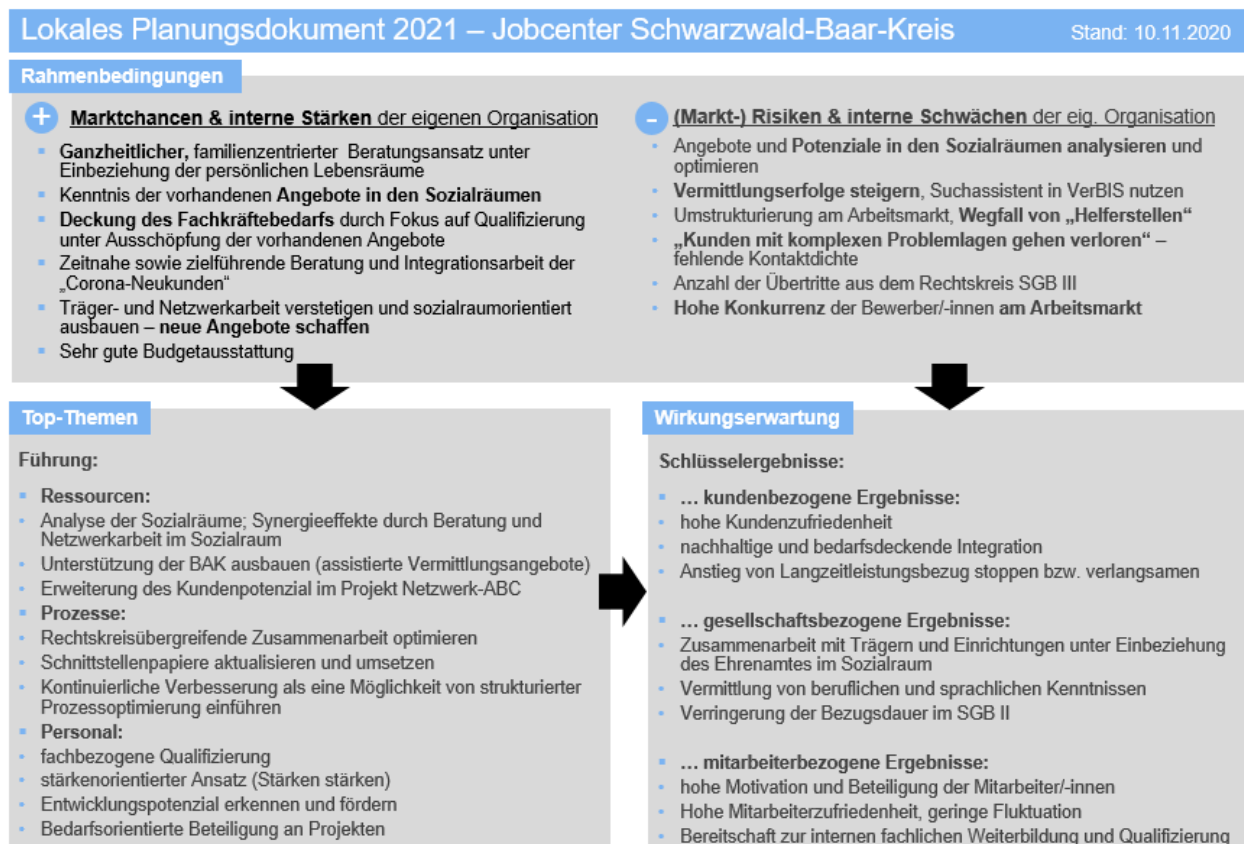 Lokales Planungsdokument 2021 – Jobcenter Schwarzwald-Baar-Kreis
Stand: 10.11.2020
Rahmenbedingungen
+
Marktchancen & interne Stärken der eigenen Organisation
Ganzheitlicher, familienzentrierter Beratungsansatz unter
Einbeziehung der persönlichen Lebensräume
Kenntnis der vorhandenen Angebote in den Sozialräumen
Deckung des Fachkräftebedarfs durch Fokus auf Qualifizierung
unter Ausschöpfung der vorhandenen Angebote
Zeitnahe sowie zielführende Beratung und Integrationsarbeit der
„Corona-Neukunden“
Träger- und Netzwerkarbeit verstetigen und sozialraumorientiert
ausbauen – neue Angebote schaffen
Sehr gute Budgetausstattung
-
(Markt-) Risiken & interne Schwächen der eig. Organisation
Angebote und Potenziale in den Sozialräumen analysieren und
optimieren
Vermittlungserfolge steigern, Suchassistent in VerBIS nutzen
Umstrukturierung am Arbeitsmarkt, Wegfall von „Helferstellen“
„Kunden mit komplexen Problemlagen gehen verloren“ –
fehlende Kontaktdichte
Anzahl der Übertritte aus dem Rechtskreis SGB III
Hohe Konkurrenz der Bewerber/-innen am Arbeitsmarkt
Top-Themen
Führung:
Ressourcen:
Analyse der Sozialräume; Synergieeffekte durch Beratung und
Netzwerkarbeit im Sozialraum
Unterstützung der BAK ausbauen (assistierte Vermittlungsangebote)
Erweiterung des Kundenpotenzial im Projekt Netzwerk-ABC
Prozesse:
Rechtskreisübergreifende Zusammenarbeit optimieren
Schnittstellenpapiere aktualisieren und umsetzen
Kontinuierliche Verbesserung als eine Möglichkeit von strukturierter
Prozessoptimierung einführen
Personal:
fachbezogene Qualifizierung
stärkenorientierter Ansatz (Stärken stärken)
Entwicklungspotenzial erkennen und fördern
Bedarfsorientierte Beteiligung an Projekten
Wirkungserwartung
Schlüsselergebnisse:
… kundenbezogene Ergebnisse:
hohe Kundenzufriedenheit
nachhaltige und bedarfsdeckende Integration
Anstieg von Langzeitleistungsbezug stoppen bzw. verlangsamen
… gesellschaftsbezogene Ergebnisse:
Zusammenarbeit mit Trägern und Einrichtungen unter Einbeziehung
des Ehrenamtes im Sozialraum
Vermittlung von beruflichen und sprachlichen Kenntnissen
Verringerung der Bezugsdauer im SGB II
… mitarbeiterbezogene Ergebnisse:
hohe Motivation und Beteiligung der Mitarbeiter/-innen
Hohe Mitarbeiterzufriedenheit, geringe Fluktuation
Bereitschaft zur internen fachlichen Weiterbildung und Qualifizierung